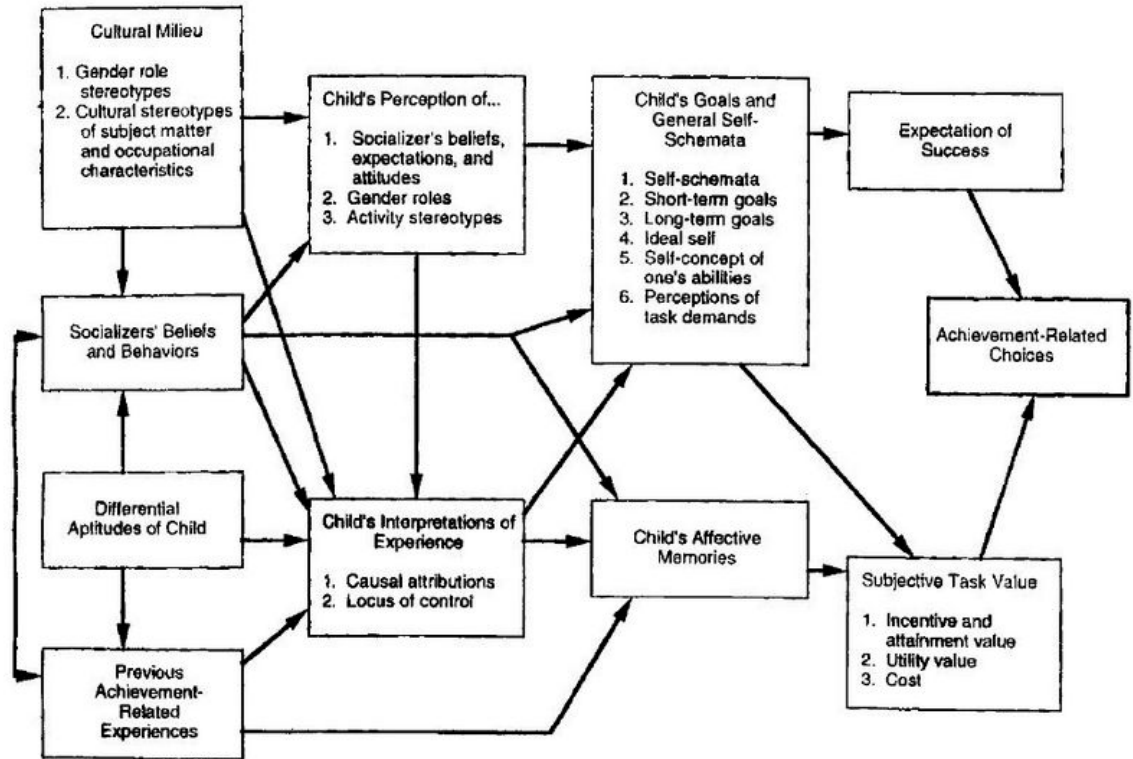 Cultural Milieu
1. Gender role
stereotypes
2. Cultural stereotypes
of subject matter
and occupational
characteristics
Child's Perception of...
1. Socializer's beliefs,
expectations, and
attitudes
2. Gender roles
3. Activity stereotypes
Child's Goals and
General Self-
Schemata
1. Self-schemata
2. Short-term goals
3. Long-term goals
4. Ideal self
5. Self-concept of
one's abilities
6. Perceptions of
task demands
Expectation of
Success
Socializers' Beliefs
and Behaviors
Achievement-Related
Choices
Differential
Aptitudes of Child
Child's Interpretations of
Experience
1. Causal attributions
2. Locus of control
Child's Affective
Memories
Subjective Task Value
1. Incentive and
attainment value
2. Utility value
3. Cost
Previous
Achievement-
Related
Experiences